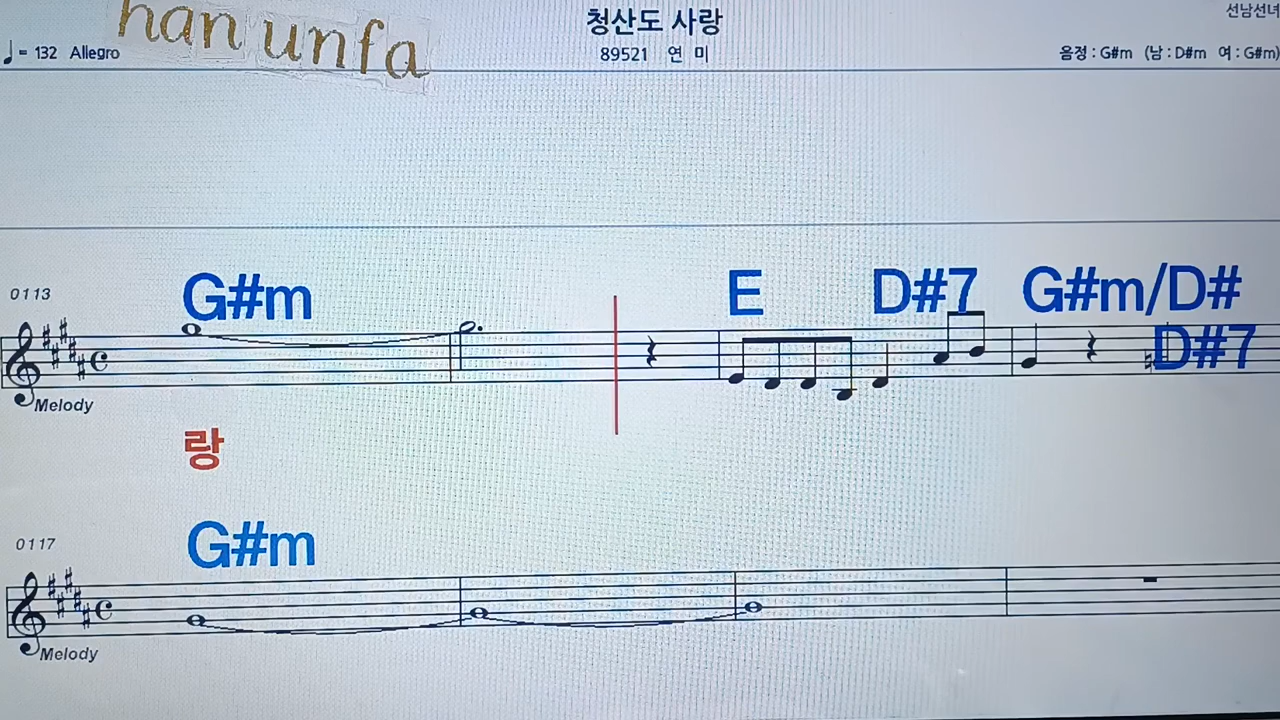 han unfa
청산도 사랑
선남선녀
♩= 132 Allegro
89521 연 미
음정 : G#m (남 : D#m 여 : G#m)
G#m E D#7 G#m/D#
0113
D#7
Melody
랑
G#m
0117
Melody